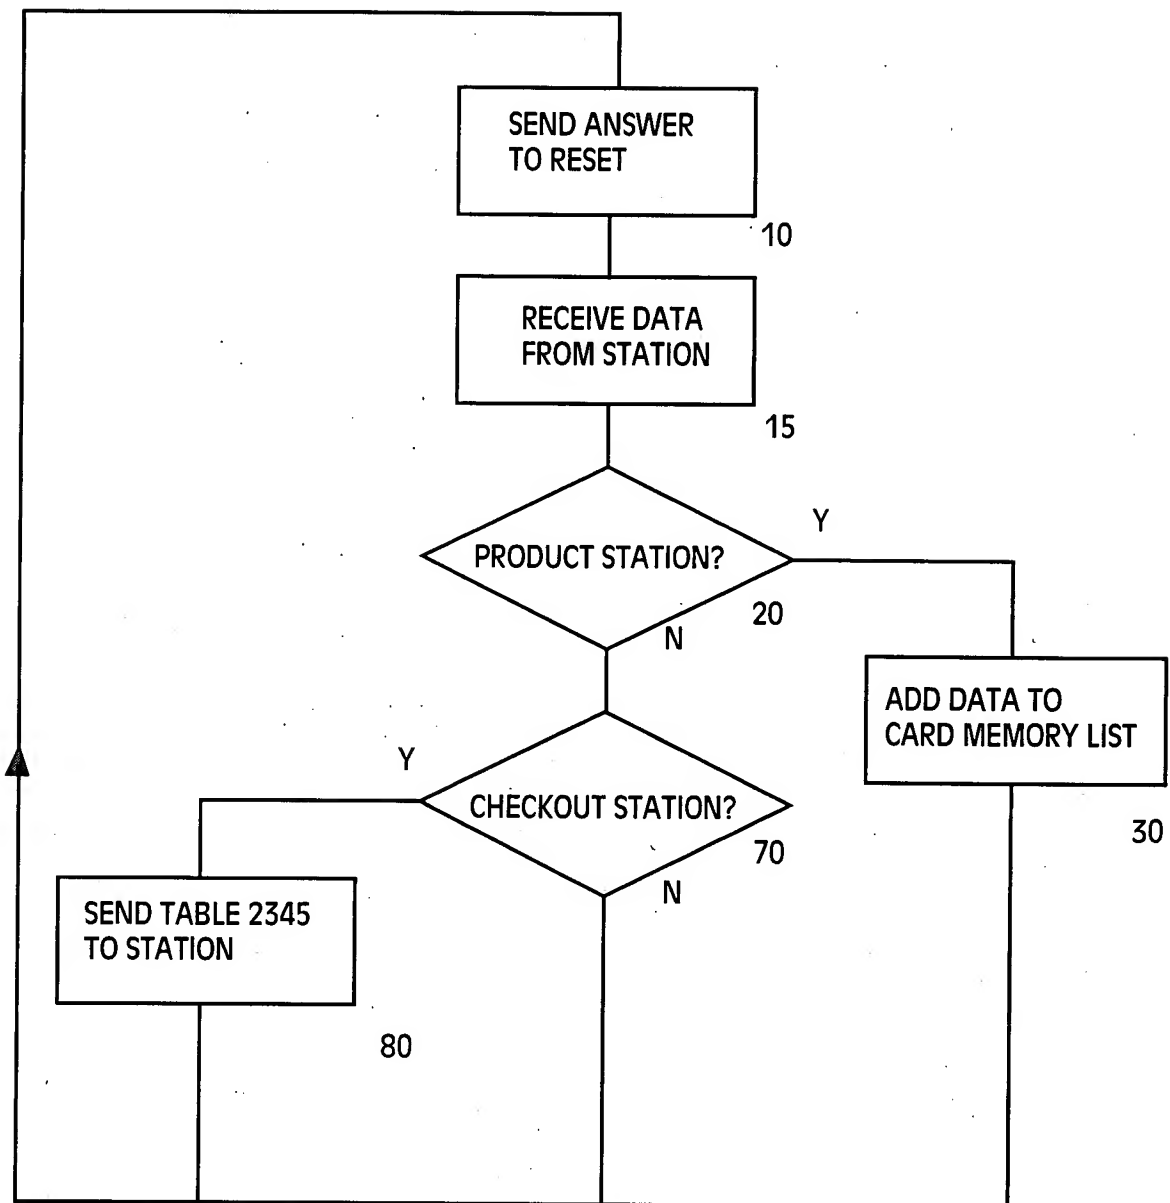 SEND ANSWER
TO RESET
10
RECEIVE DATA
FROM STATION
15
Y
PRODUCT STATION?
20
N
ADD DATA TO
CARD MEMORY LIST
30
Y
CHECKOUT STATION?
70
N
SEND TABLE 2345
TO STATION
80